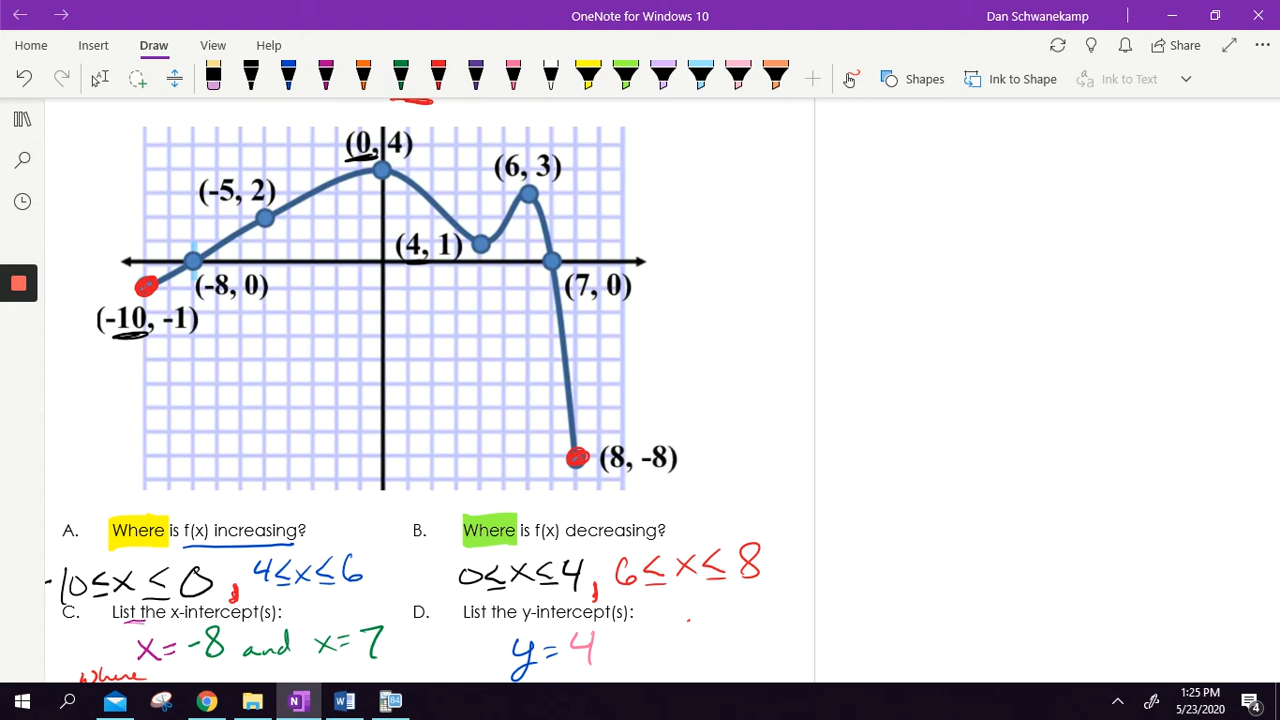 OneNote for Windows 10
Dan Schwanekamp
Home Insert Draw View Help
Share
Shapes Ink to Shape Ink to Text
(0, 4)
(6, 3)
(-5, 2)
(4, 1)
(-8, 0)
(7, 0)
(-10, -1)
(8, -8)
A. Where is f(x) increasing? B. Where is f(x) decreasing?
-10≤x≤0, 4≤x≤6 0≤x≤4, 6≤x≤8
C. List the x-intercept(s): D. List the y-intercept(s):
x=-8 and x=7 y=4
where
1:25 PM
5/23/2020
4